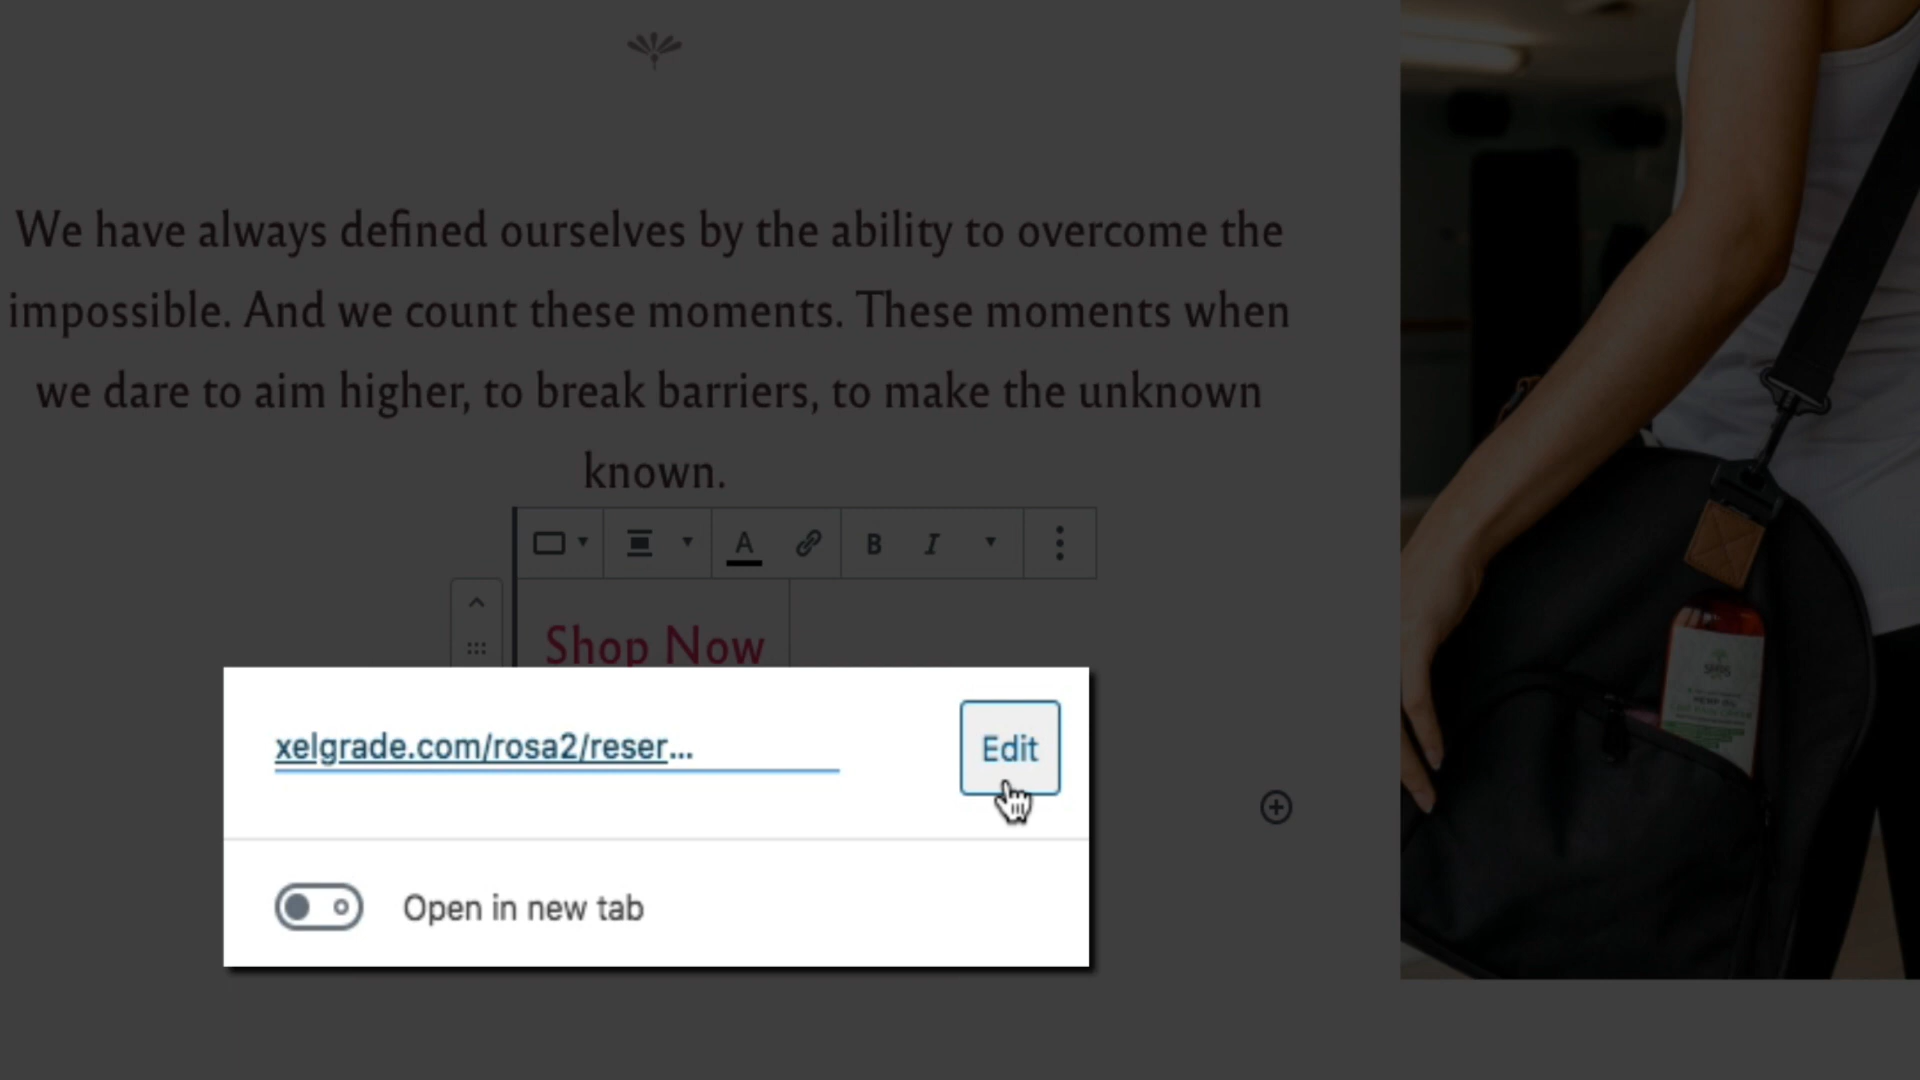 We have always defined ourselves by the ability to overcome the
impossible. And we count these moments. These moments when
we dare to aim higher, to break barriers, to make the unknown
known.
A B I
Shop Now
xelgrade.com/rosa2/reser...
Edit
Open in new tab